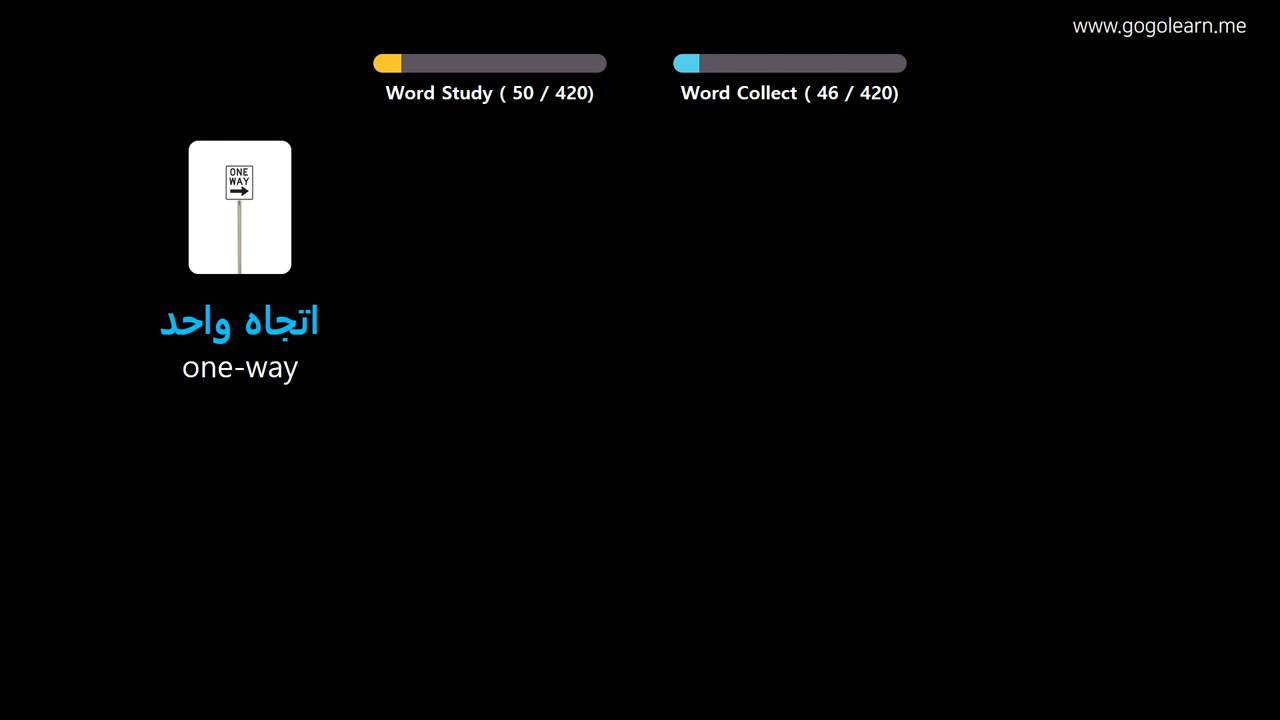 www.gogolearn.me
Word Study ( 50 / 420)
Word Collect ( 46 / 420)
ONE
WAY
اتجاه واحد
one-way